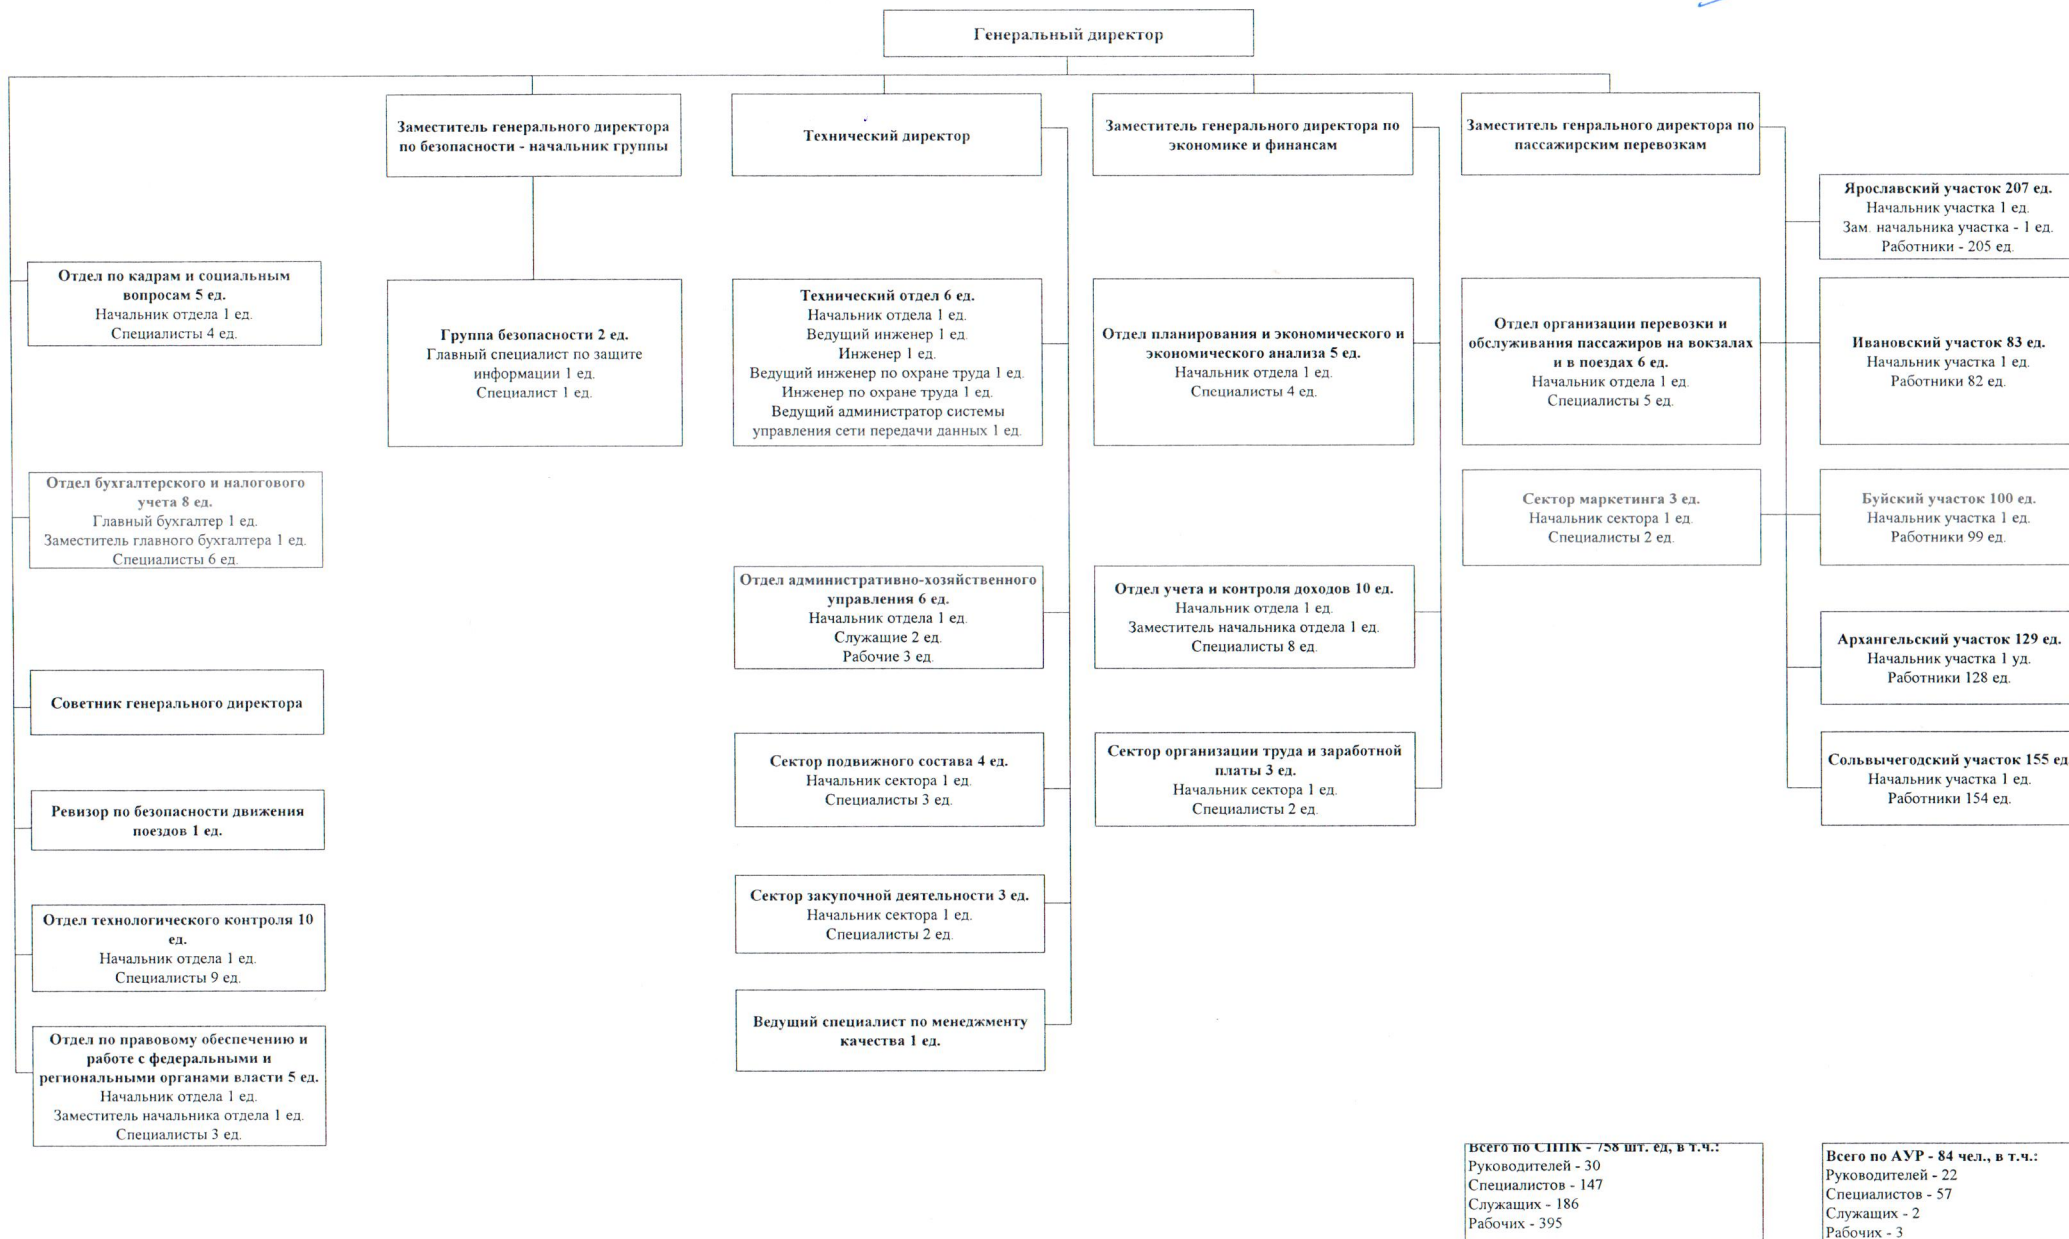 Генеральный директор
Заместитель генерального директора
по безопасности - начальник группы
Технический директор
Заместитель генерального директора по
экономике и финансам
Заместитель генрального директора по
пассажирским перевозкам
Ярославский участок 207 ед.
Начальник участка 1 ед.
Зам. начальника участка - 1 ед.
Работники - 205 ед.
Отдел по кадрам и социальным
вопросам 5 ед.
Начальник отдела 1 ед.
Специалисты 4 ед.
Группа безопасности 2 ед.
Главный специалист по защите
информации 1 ед.
Специалист 1 ед.
Технический отдел 6 ед.
Начальник отдела 1 ед.
Ведущий инженер 1 ед.
Инженер 1 ед.
Ведущий инженер по охране труда 1 ед.
Инженер по охране труда 1 ед.
Ведущий администратор системы
управления сети передачи данных 1 ед.
Отдел планирования и экономического и
экономического анализа 5 ед.
Начальник отдела 1 ед.
Специалисты 4 ед.
Отдел организации перевозки и
обслуживания пассажиров на вокзалах
и в поездах 6 ед.
Начальник отдела 1 ед.
Специалисты 5 ед.
Ивановский участок 83 ед.
Начальник участка 1 ед.
Работники 82 ед.
Отдел бухгалтерского и налогового
учета 8 ед.
Главный бухгалтер 1 ед.
Заместитель главного бухгалтера 1 ед.
Специалисты 6 ед.
Сектор маркетинга 3 ед.
Начальник сектора 1 ед.
Специалисты 2 ед.
Буйский участок 100 ед.
Начальник участка 1 ед.
Работники 99 ед.
Отдел административно-хозяйственного
управления 6 ед.
Начальник отдела 1 ед.
Служащие 2 ед.
Рабочие 3 ед.
Отдел учета и контроля доходов 10 ед.
Начальник отдела 1 ед.
Заместитель начальника отдела 1 ед.
Специалисты 8 ед.
Архангельский участок 129 ед.
Начальник участка 1 уд.
Работники 128 ед.
Советник генерального директора
Сектор подвижного состава 4 ед.
Начальник сектора 1 ед.
Специалисты 3 ед.
Сектор организации труда и заработной
платы 3 ед.
Начальник сектора 1 ед.
Специалисты 2 ед.
Сольвычегодский участок 155 ед
Начальник участка 1 ед.
Работники 154 ед.
Ревизор по безопасности движения
поездов 1 ед.
Сектор закупочной деятельности 3 ед.
Начальник сектора 1 ед.
Специалисты 2 ед.
Отдел технологического контроля 10
ед.
Начальник отдела 1 ед.
Специалисты 9 ед.
Ведущий специалист по менеджменту
качества 1 ед.
Отдел по правовому обеспечению и
работе с федеральными и
региональными органами власти 5 ед.
Начальник отдела 1 ед.
Заместитель начальника отдела 1 ед.
Специалисты 3 ед.
Всего по СППК - 758 шт. ед, в т.ч.:
Руководителей - 30
Специалистов - 147
Служащих - 186
Рабочих - 395
Всего по АУР - 84 чел., в т.ч.:
Руководителей - 22
Специалистов - 57
Служащих - 2
Рабочих - 3